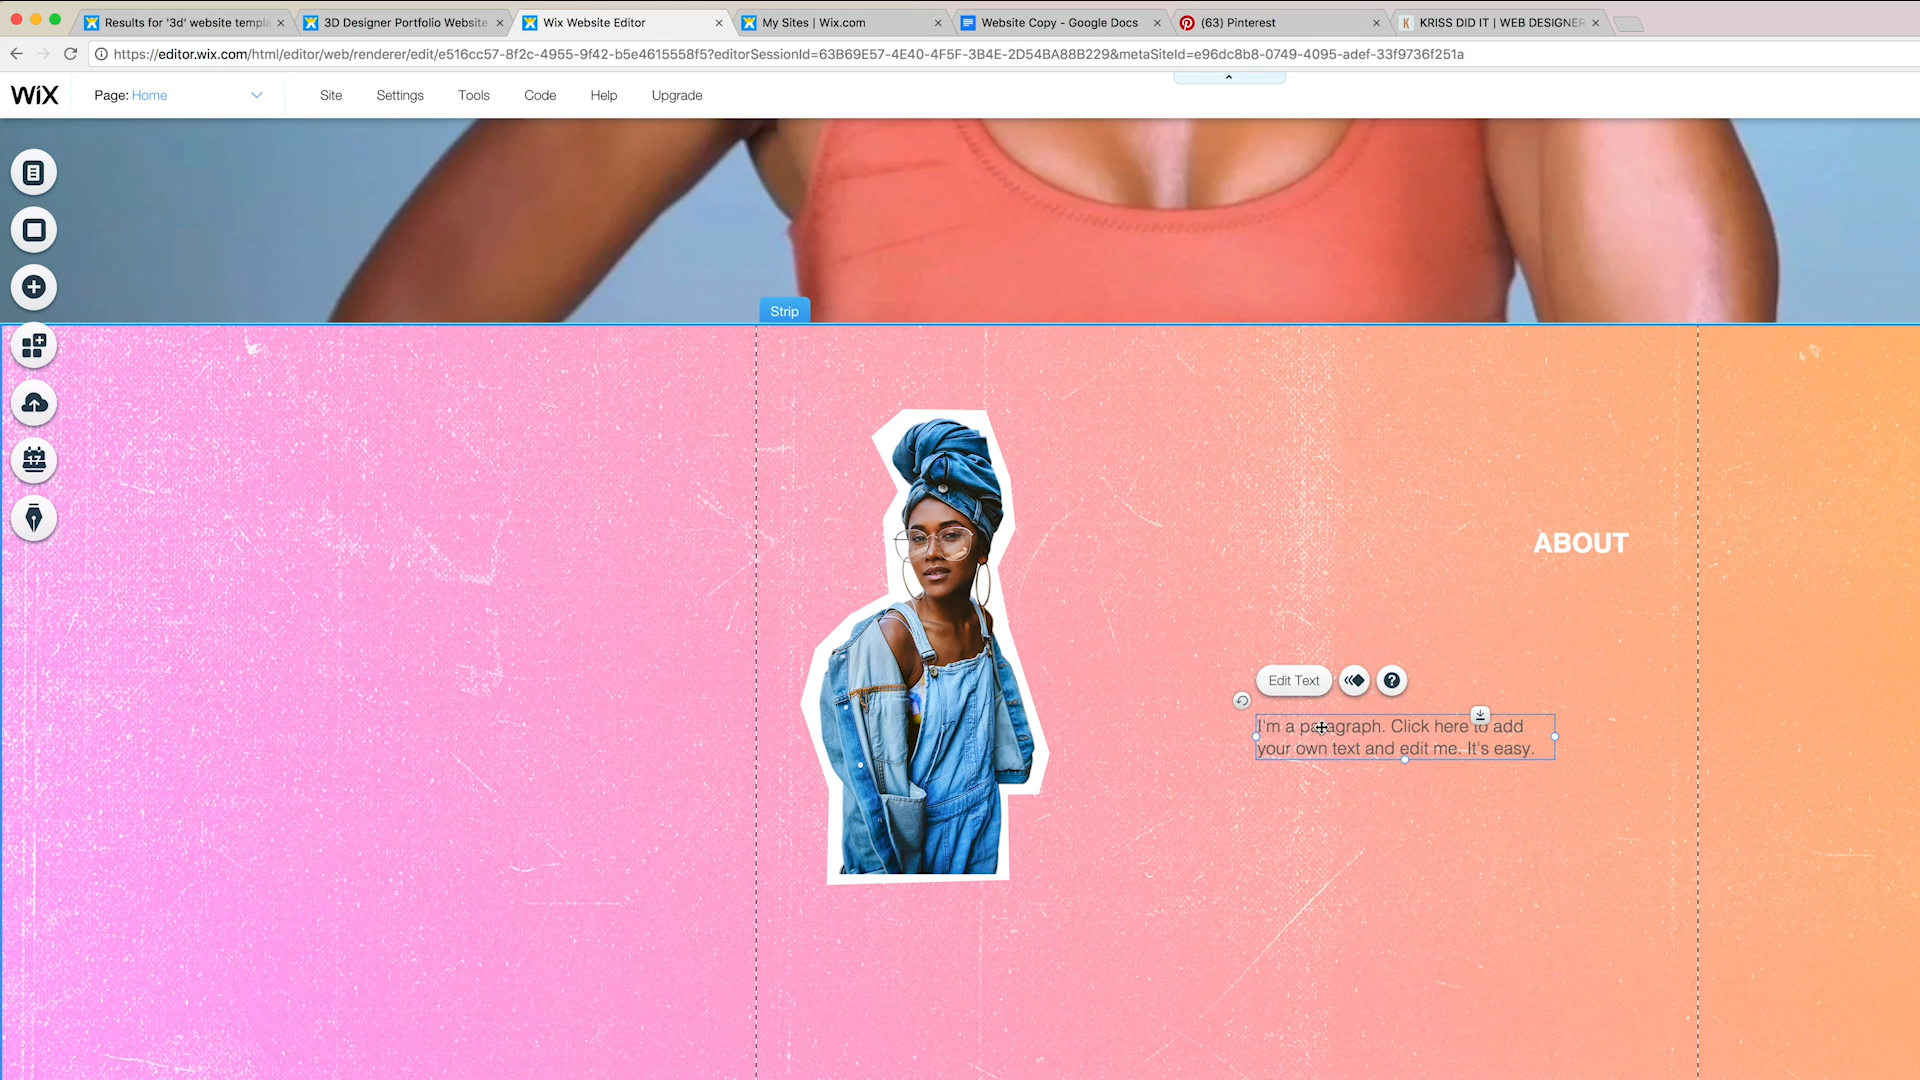 Results for '3d' website templa
3D Designer Portfolio Website
Wix Website Editor
My Sites | Wix.com
Website Copy - Google Docs
(63) Pinterest
KRISS DID IT | WEB DESIGNER
https://editor.wix.com/html/editor/web/renderer/edit/e516cc57-8f2c-4955-9f42-b5e4615558f5?editorSessionId=63B69E57-4E40-4F5F-3B4E-2D54BA88B229&metaSiteId=e96dc8b8-0749-4095-adef-33f9736f251a
WiX
Page: Home
Site
Settings
Tools
Code
Help
Upgrade
Strip
17
ABOUT
Edit Text
I'm a paragraph. Click here to add
your own text and edit me. It's easy.